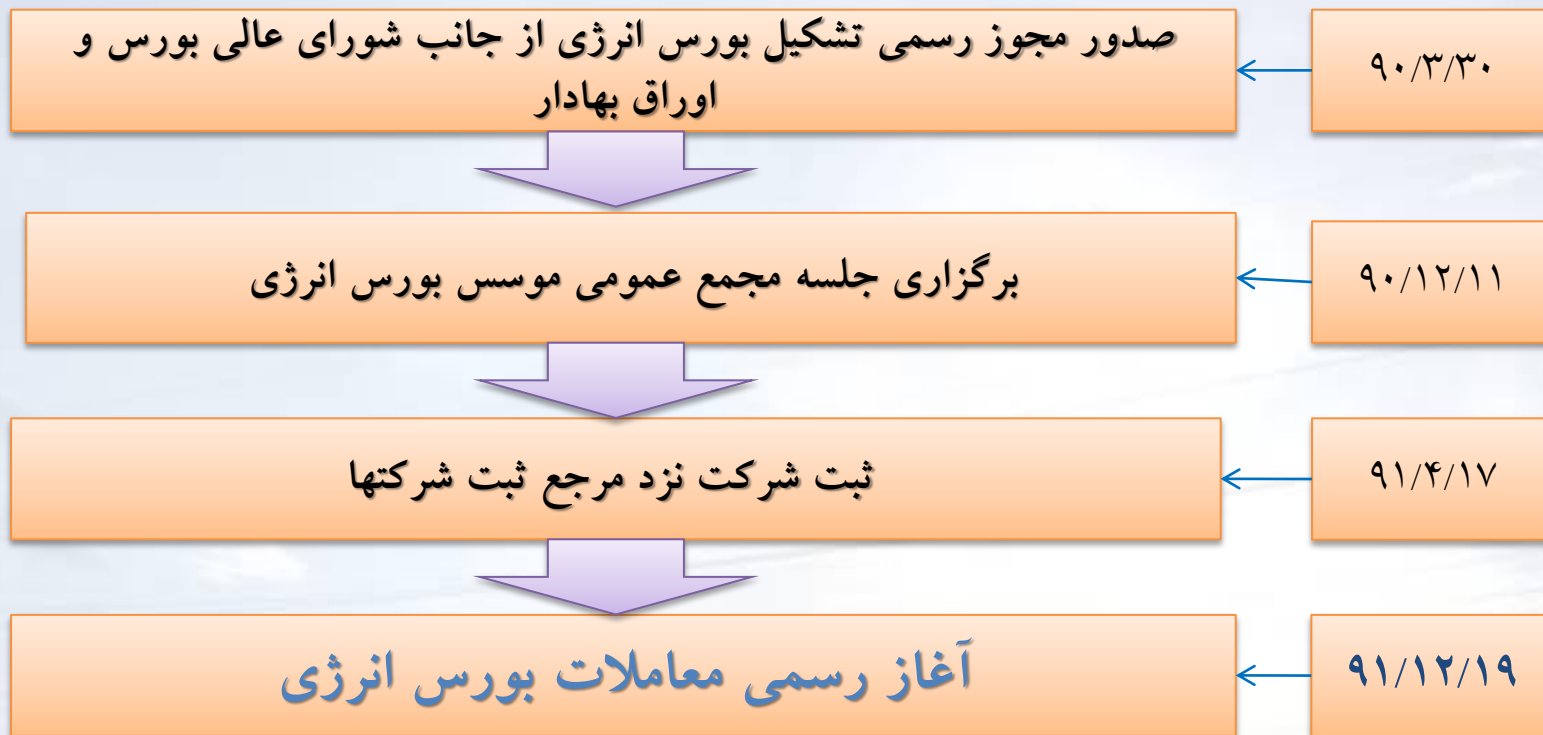 ۹۰/۳/۳۰
صدور مجوز رسمی تشکیل بورس انرژی از جانب شورای عالی بورس و
اوراق بهادار
۹۰/۱۲/۱۱
برگزاری جلسه مجمع عمومی موسس بورس انرژی
۹۱/۴/۱۷
ثبت شرکت نزد مرجع ثبت شرکتها
۹۱/۱۲/۱۹
آغاز رسمی معاملات بورس انرژی